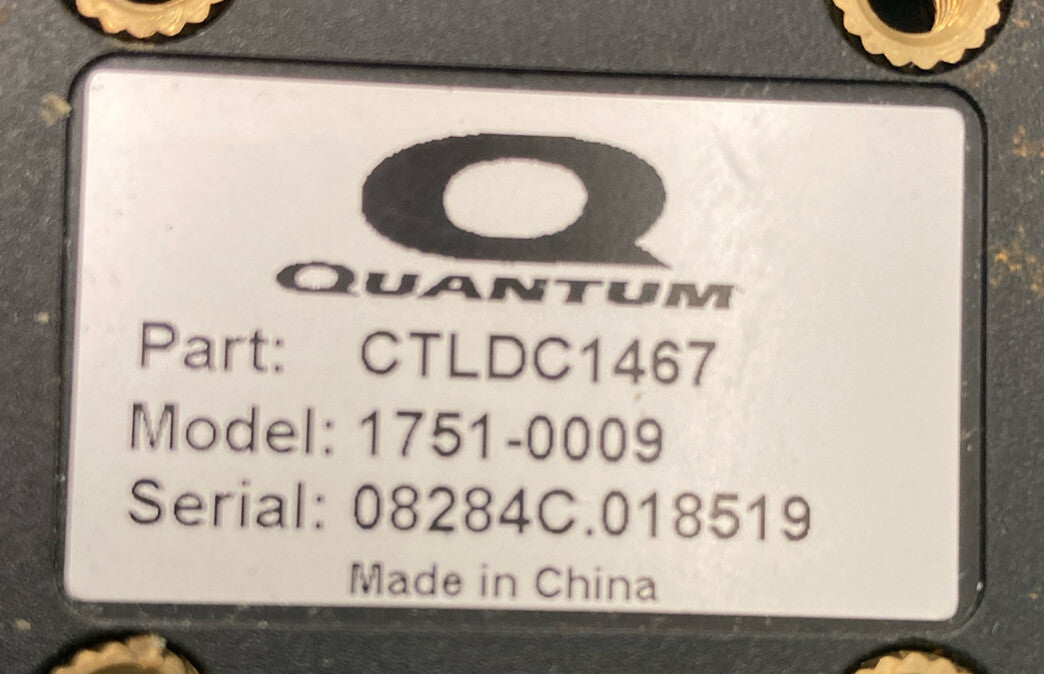 Q
QUANTUM
Part: CTLDC1467
Model: 1751-0009
Serial: 08284C.018519
Made in China